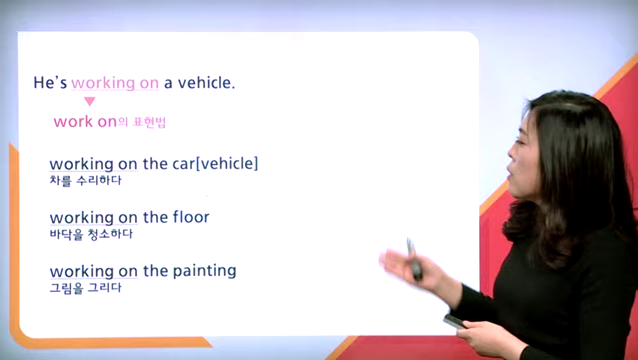 He's working on a vehicle.
work on의 표현법
working on the car[vehicle]
차를 수리하다
working on the floor
바닥을 청소하다
working on the painting
그림을 그리다